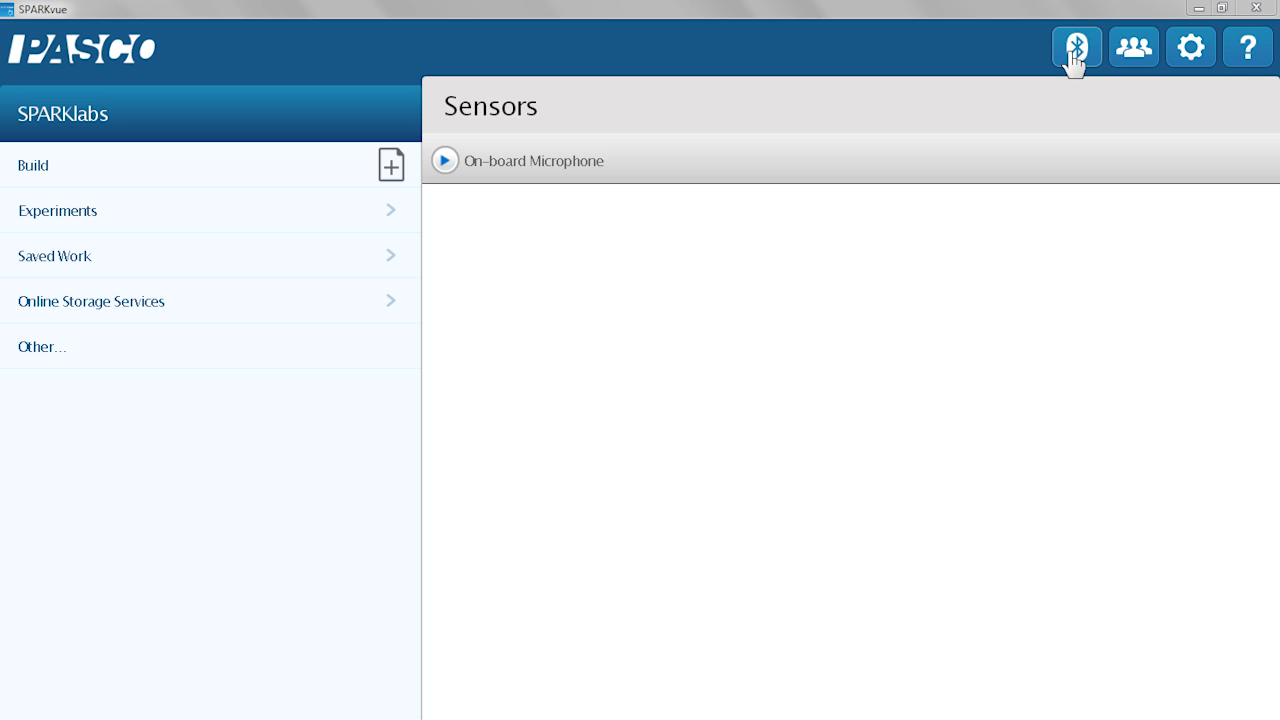 SPARKvue
PASCO
?
SPARKlabs
Build
Experiments
Saved Work
Online Storage Services
Other...
Sensors
On-board Microphone